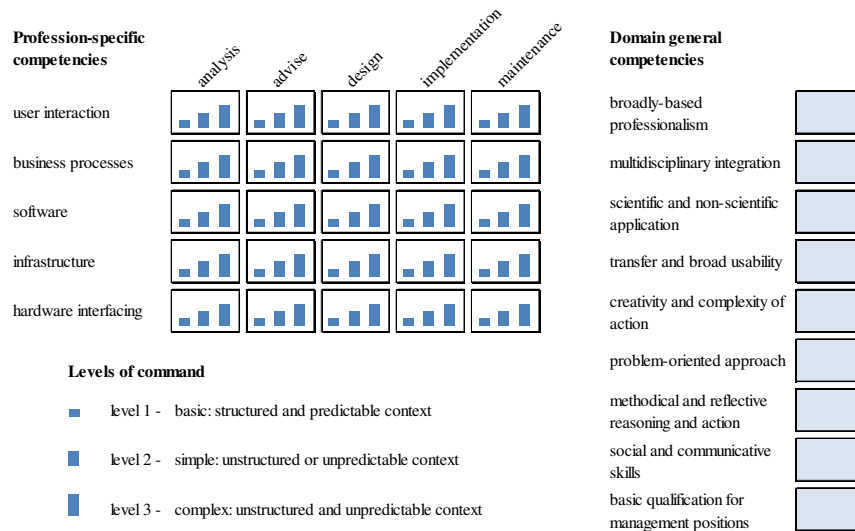 Profession-specific
competencies
analysis
advise
design
implementation
maintenance
user interaction
business processes
software
infrastructure
hardware interfacing
Levels of command
level 1 - basic: structured and predictable context
level 2 - simple: unstructured or unpredictable context
level 3 - complex: unstructured and unpredictable context
Domain general
competencies
broadly-based
professionalism
multidisciplinary integration
scientific and non-scientific
application
transfer and broad usability
creativity and complexity of
action
problem-oriented approach
methodical and reflective
reasoning and action
social and communicative
skills
basic qualification for
management positions